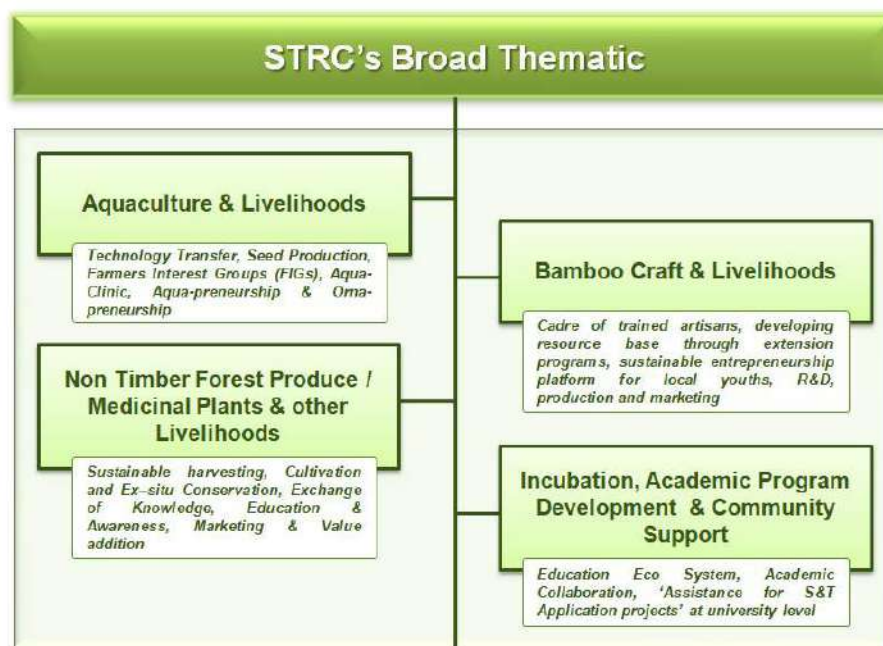 STRC's Broad Thematic
Aquaculture & Livelihoods
Technology Transfer, Seed Production,
Farmers Interest Groups (FIGs), Aqua-
Clinic, Aqua-preneurship & Orna-
preneurship
Bamboo Craft & Livelihoods
Cadre of trained artisans, developing
resource base through extension
programs, sustainable entrepreneurship
platform for local youths, R&D,
production and marketing
Non Timber Forest Produce /
Medicinal Plants & other
Livelihoods
Sustainable harvesting, Cultivation
and Ex–situ Conservation, Exchange
of Knowledge, Education &
Awareness, Marketing & Value
addition
Incubation, Academic Program
Development & Community
Support
Education Eco System, Academic
Collaboration, ‘Assistance for S&T
Application projects’ at university level